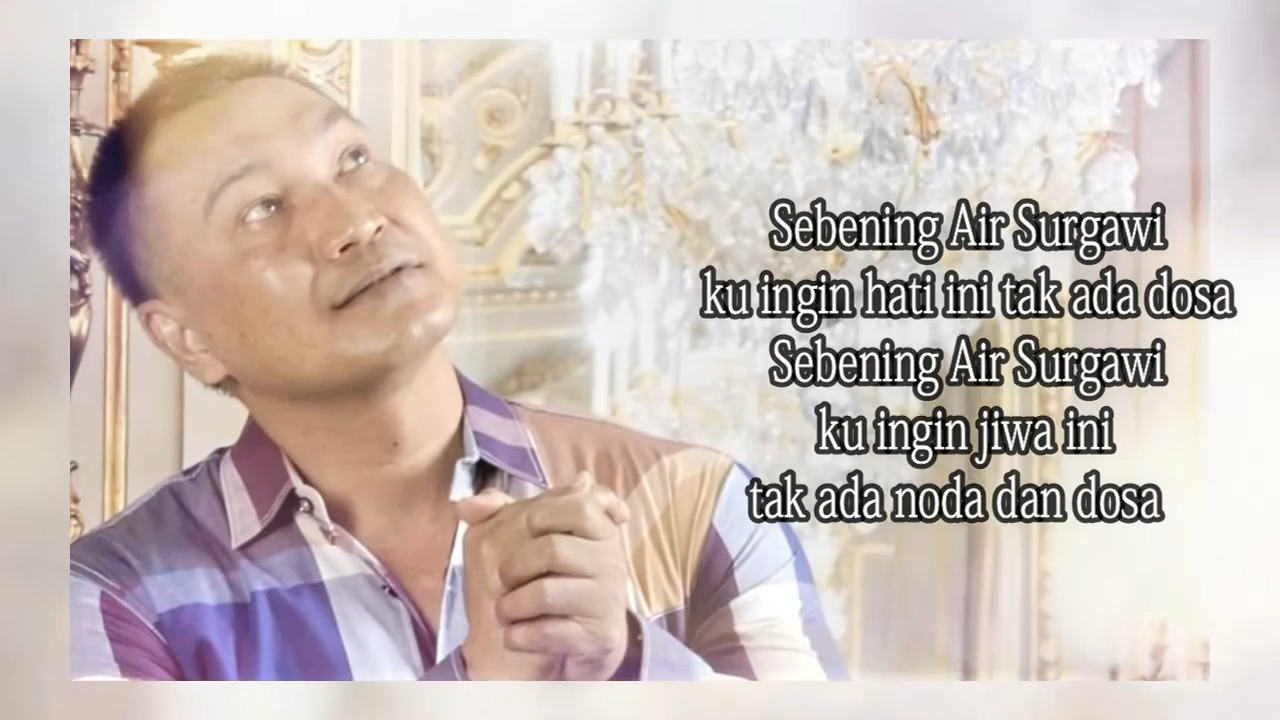 Sebening Air Surgawi
ku ingin hati ini tak ada dosa
Sebening Air Surgawi
ku ingin jiwa ini
tak ada noda dan dosa